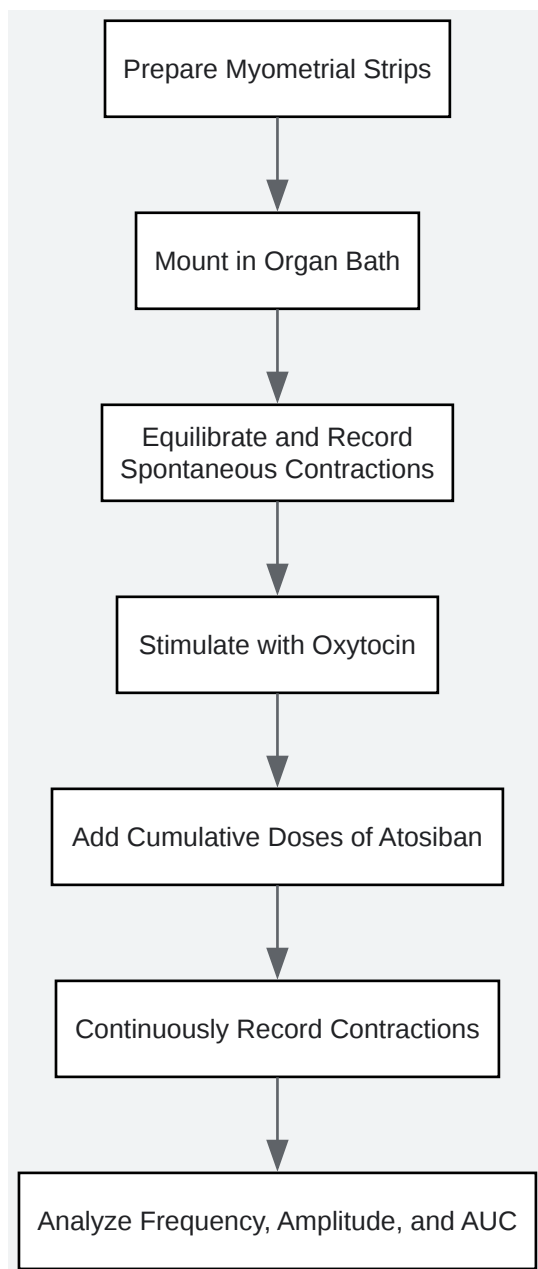 Prepare Myometrial Strips
Mount in Organ Bath
Equilibrate and Record
Spontaneous Contractions
Stimulate with Oxytocin
Add Cumulative Doses of Atosiban
Continuously Record Contractions
Analyze Frequency, Amplitude, and AUC